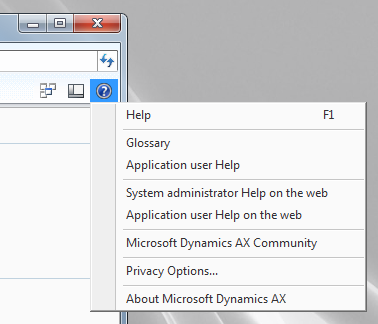 Help F1
Glossary
Application user Help
System administrator Help on the web
Application user Help on the web
Microsoft Dynamics AX Community
Privacy Options...
About Microsoft Dynamics AX